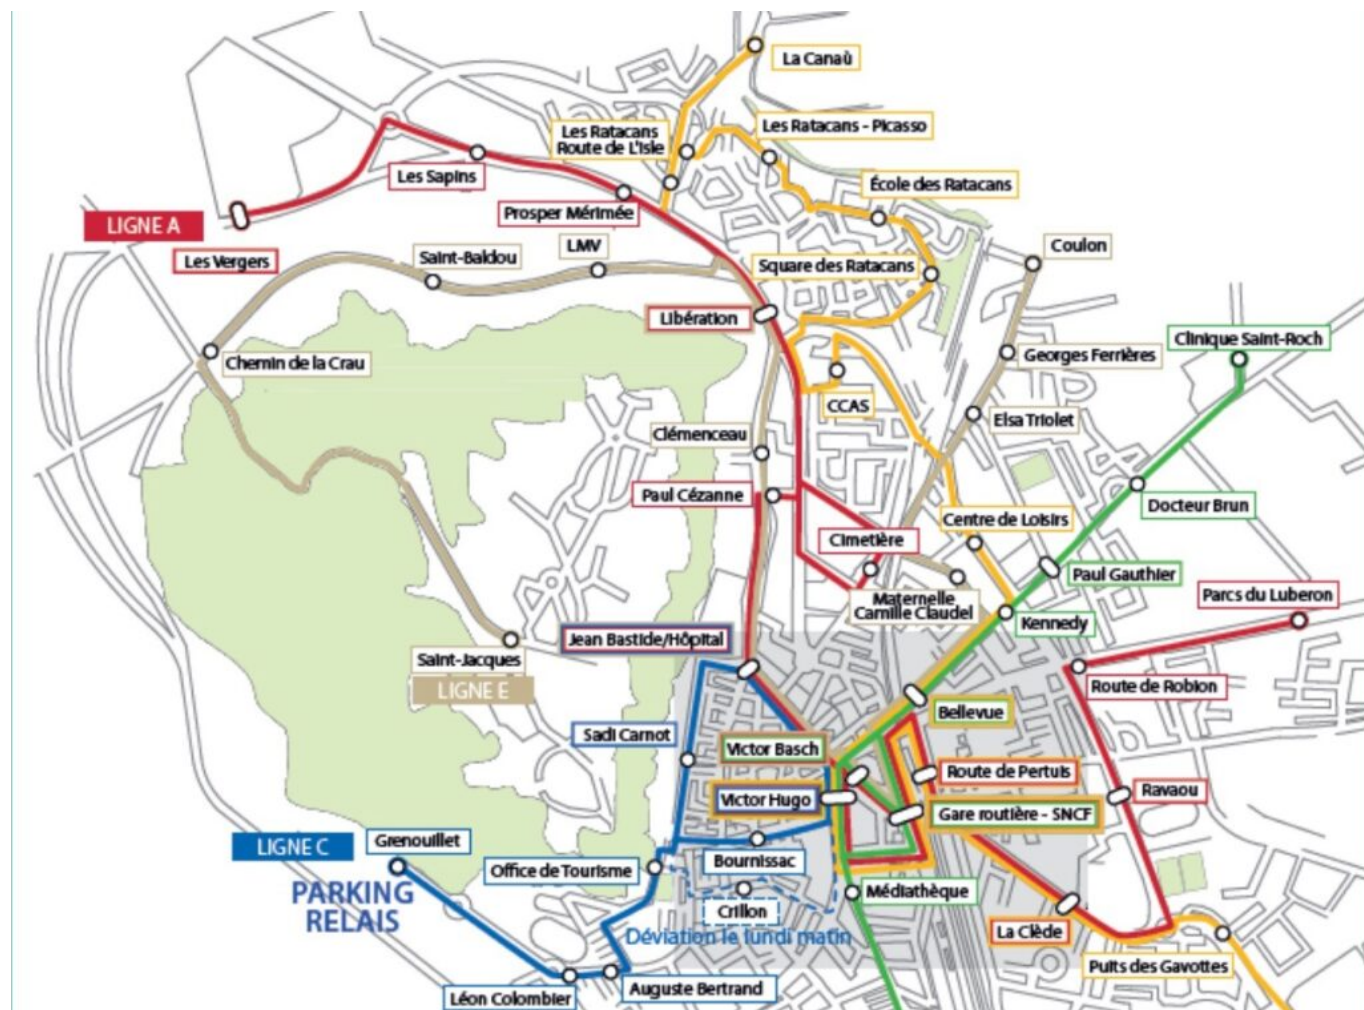 La Canaù
Les Ratacans
Route de L'Isle
Les Ratacans - Picasso
Les Sapins
École des Ratacans
Prosper Mérimée
LIGNE A
Les Vergers
Saint-Baldou
LMV
Coulon
Square des Ratacans
Libération
Clinique Saint-Roch
Chemin de la Crau
Georges Ferrières
CCAS
Elsa Triolet
Clémenceau
Paul Cézanne
Docteur Brun
Centre de Loisirs
Cimetière
Paul Gauthier
Maternelle
Camille Claudel
Parcs du Luberon
Kennedy
Jean Bastide/Hôpital
Saint-Jacques
LIGNE E
Route de Robion
Bellevue
Sadi Carnot
Victor Basch
Route de Pertuis
Victor Hugo
Ravaou
Gare routière - SNCF
LIGNE C
Grenouillet
PARKING
RELAIS
Office de Tourisme
Bournissac
Médiathèque
Crillon
Déviation le lundi matin
La Clède
Puits des Gavottes
Léon Colombier
Auguste Bertrand